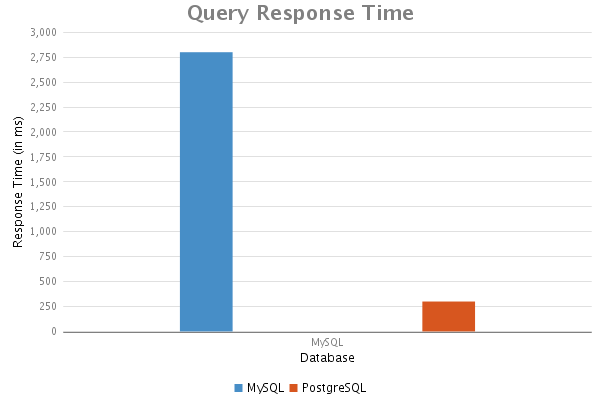 Query Response Time
Response Time (in ms)
3,000
2,750
2,500
2,250
2,000
1,750
1,500
1,250
1,000
750
500
250
0
MySQL
Database
MySQL PostgreSQL